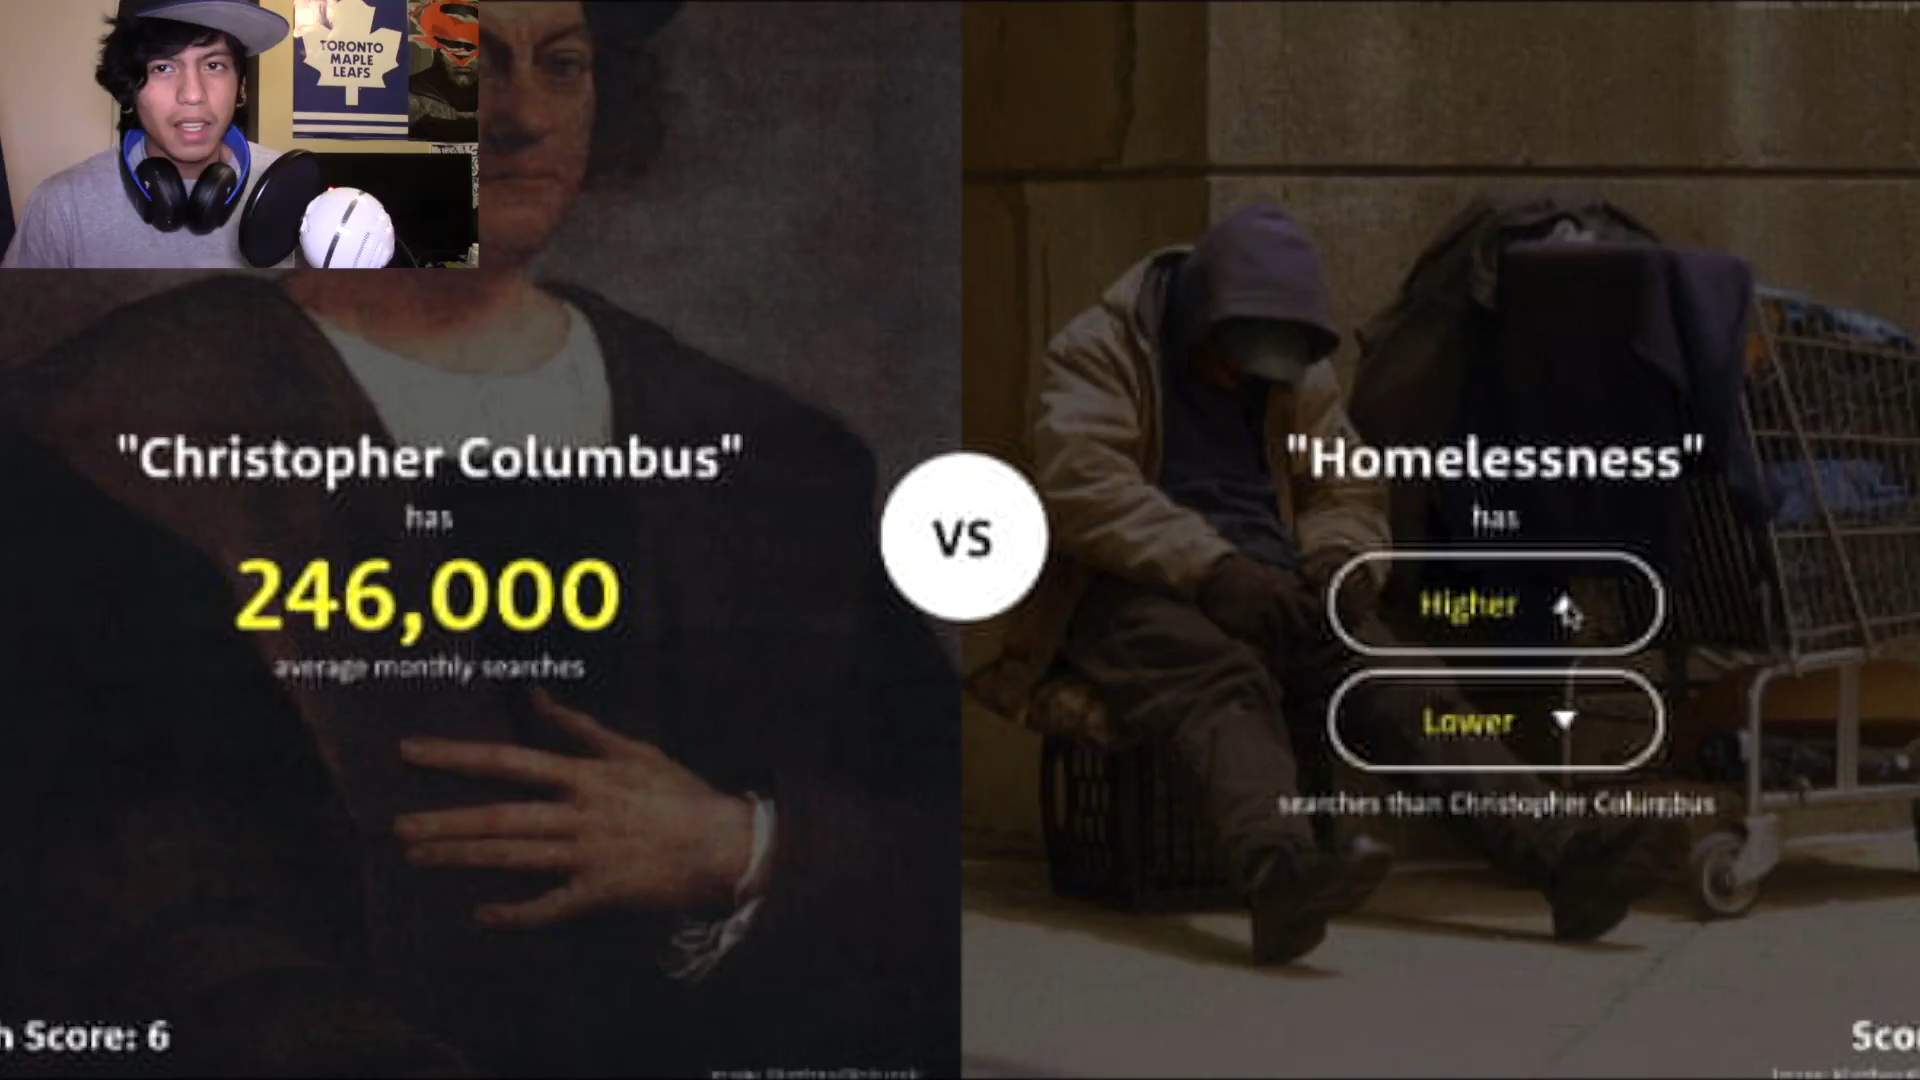 TORONTO
MAPLE
LEAFS
"Christopher Columbus"
has
246,000
average monthly searches
VS
"Homelessness"
has
Higher
Lower
searches than Christopher Columbus
Score: 6